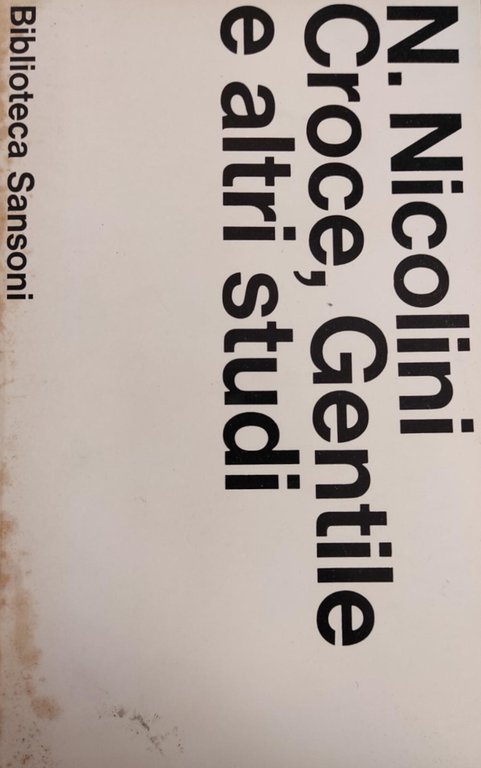 N. Nicolini
Croce, Gentile
e altri studi
Biblioteca Sansoni